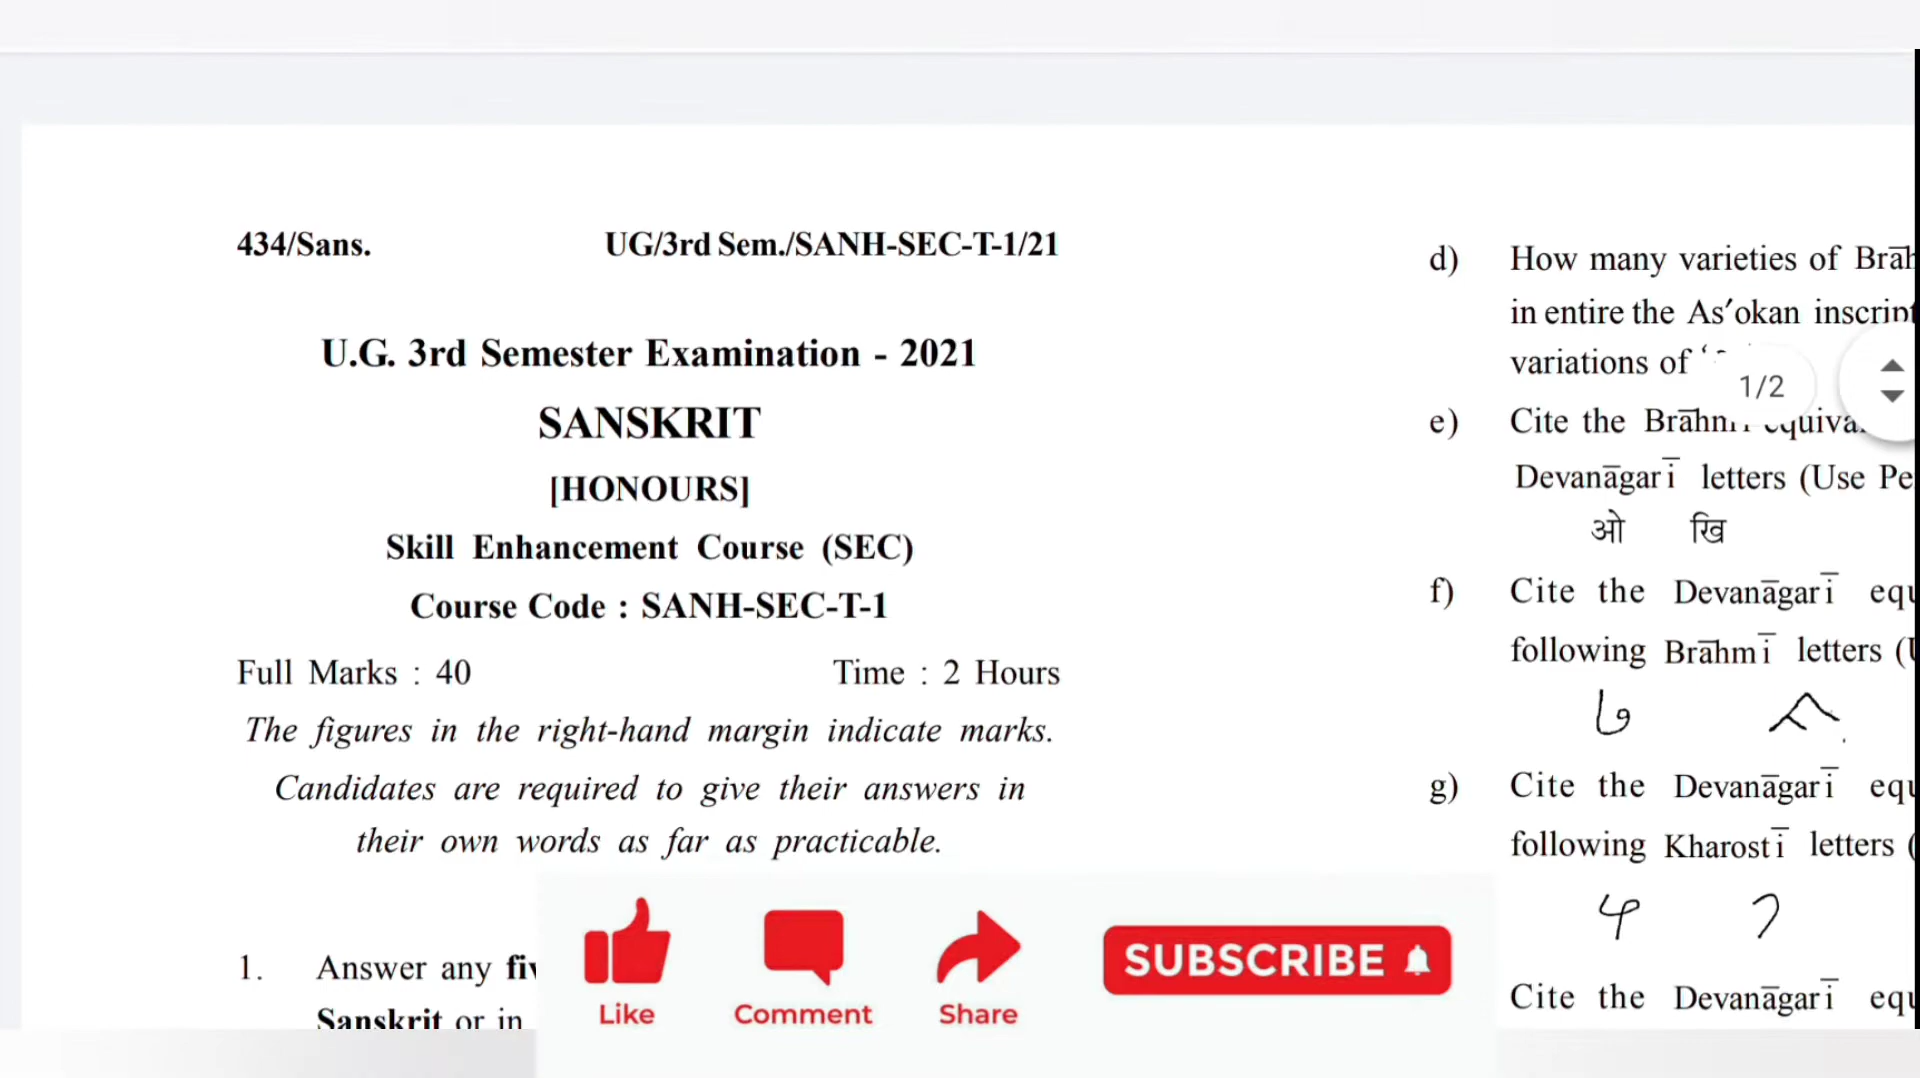 434/Sans. UG/3rd Sem./SANH-SEC-T-1/21
U.G. 3rd Semester Examination - 2021
SANSKRIT
[HONOURS]
Skill Enhancement Course (SEC)
Course Code : SANH-SEC-T-1
Full Marks : 40 Time : 2 Hours
The figures in the right-hand margin indicate marks.
Candidates are required to give their answers in
their own words as far as practicable.
1. Answer any
Sanskrit or in
d) How many varieties of
in entire the As′okan
variations of
e) Cite the
Devanāgarī letters (Use
ओ खि
f) Cite the Devanāgarī
following Brāhmī letters
g) Cite the Devanāgarī
following Kharostī letters
Cite the Devanāgarī
1/2
Like
Comment
Share
SUBSCRIBE